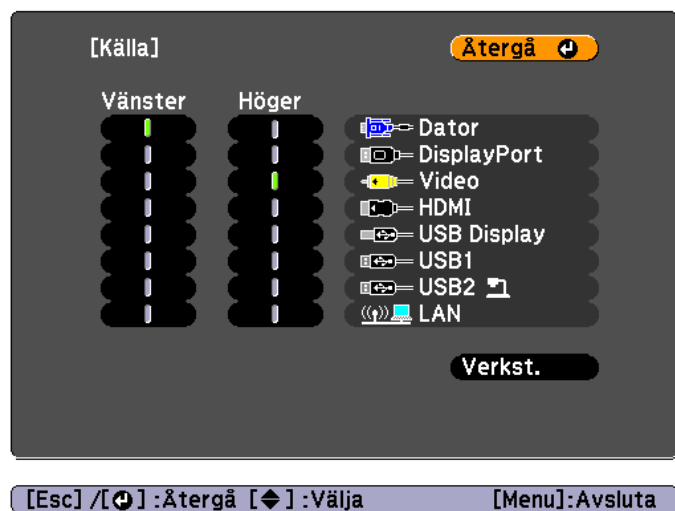 [Källa]
Återgå
Vänster Höger
Dator
DisplayPort
Video
HDMI
USB Display
USB1
USB2
LAN
Verkst.
[Esc] /[ ] :Återgå [ ] :Välja [Menu]:Avsluta